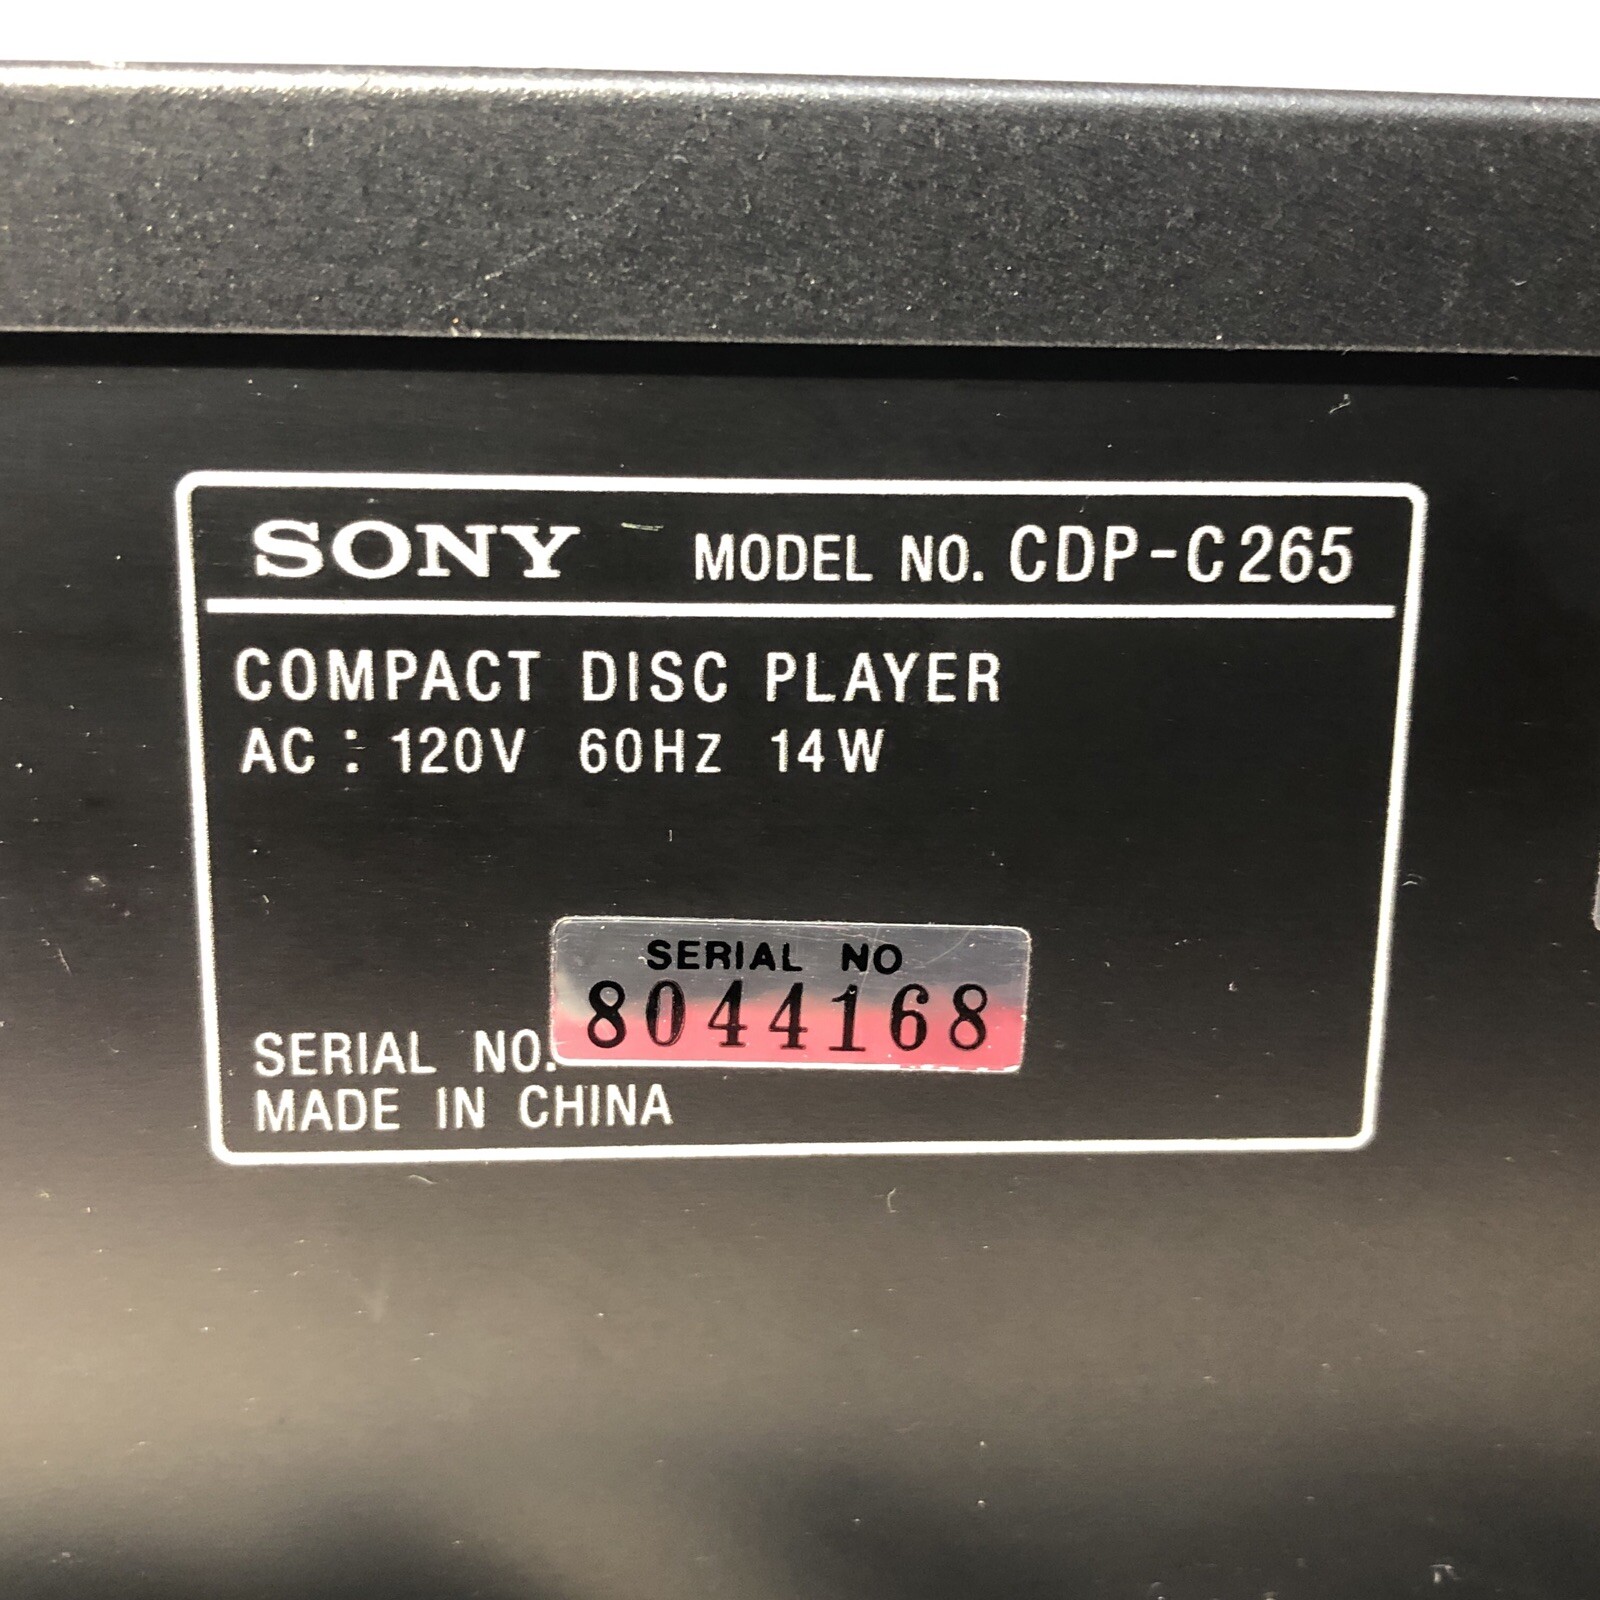 SONY MODEL NO. CDP-C265
COMPACT DISC PLAYER
AC : 120V 60Hz 14W
SERIAL NO
8044168
SERIAL NO.
MADE IN CHINA